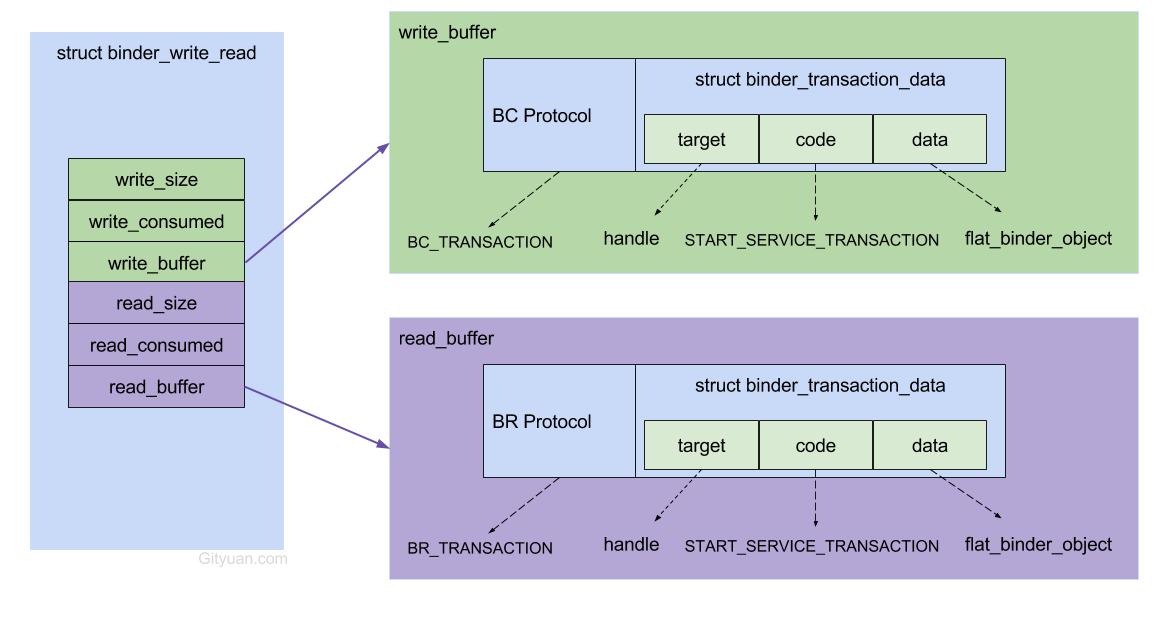 struct binder_write_read
write_size
write_consumed
write_buffer
read_size
read_consumed
read_buffer
Gityuan.com
write_buffer
BC Protocol
struct binder_transaction_data
target
code
data
BC_TRANSACTION
handle
START_SERVICE_TRANSACTION
flat_binder_object
read_buffer
BR Protocol
struct binder_transaction_data
target
code
data
BR_TRANSACTION
handle
START_SERVICE_TRANSACTION
flat_binder_object